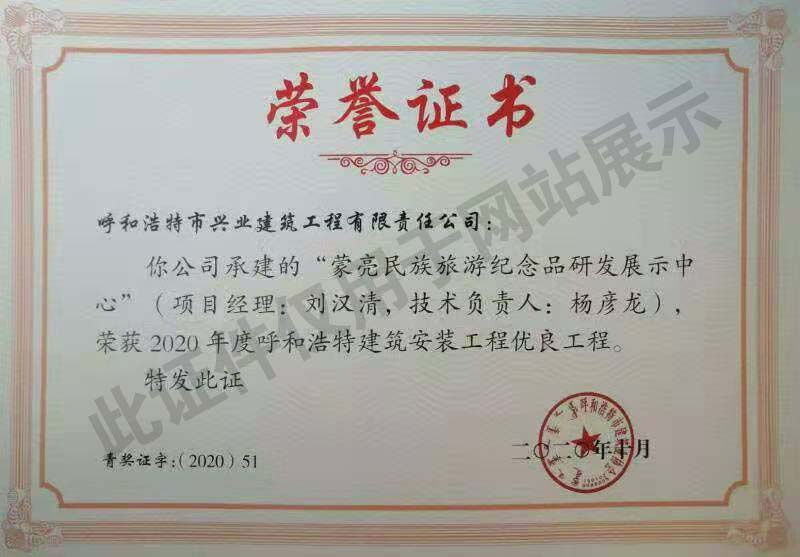 荣誉证书
呼和浩特市兴业建筑工程有限责任公司：
你公司承建的“蒙亮民族旅游纪念品研发展示中
心”（项目经理：刘汉清，技术负责人：杨彦龙），
荣获2020年度呼和浩特建筑安装工程优良工程。
特发此证
青奖证字：(2020) 51
二〇二〇年十月
此证件仅用于网站展示